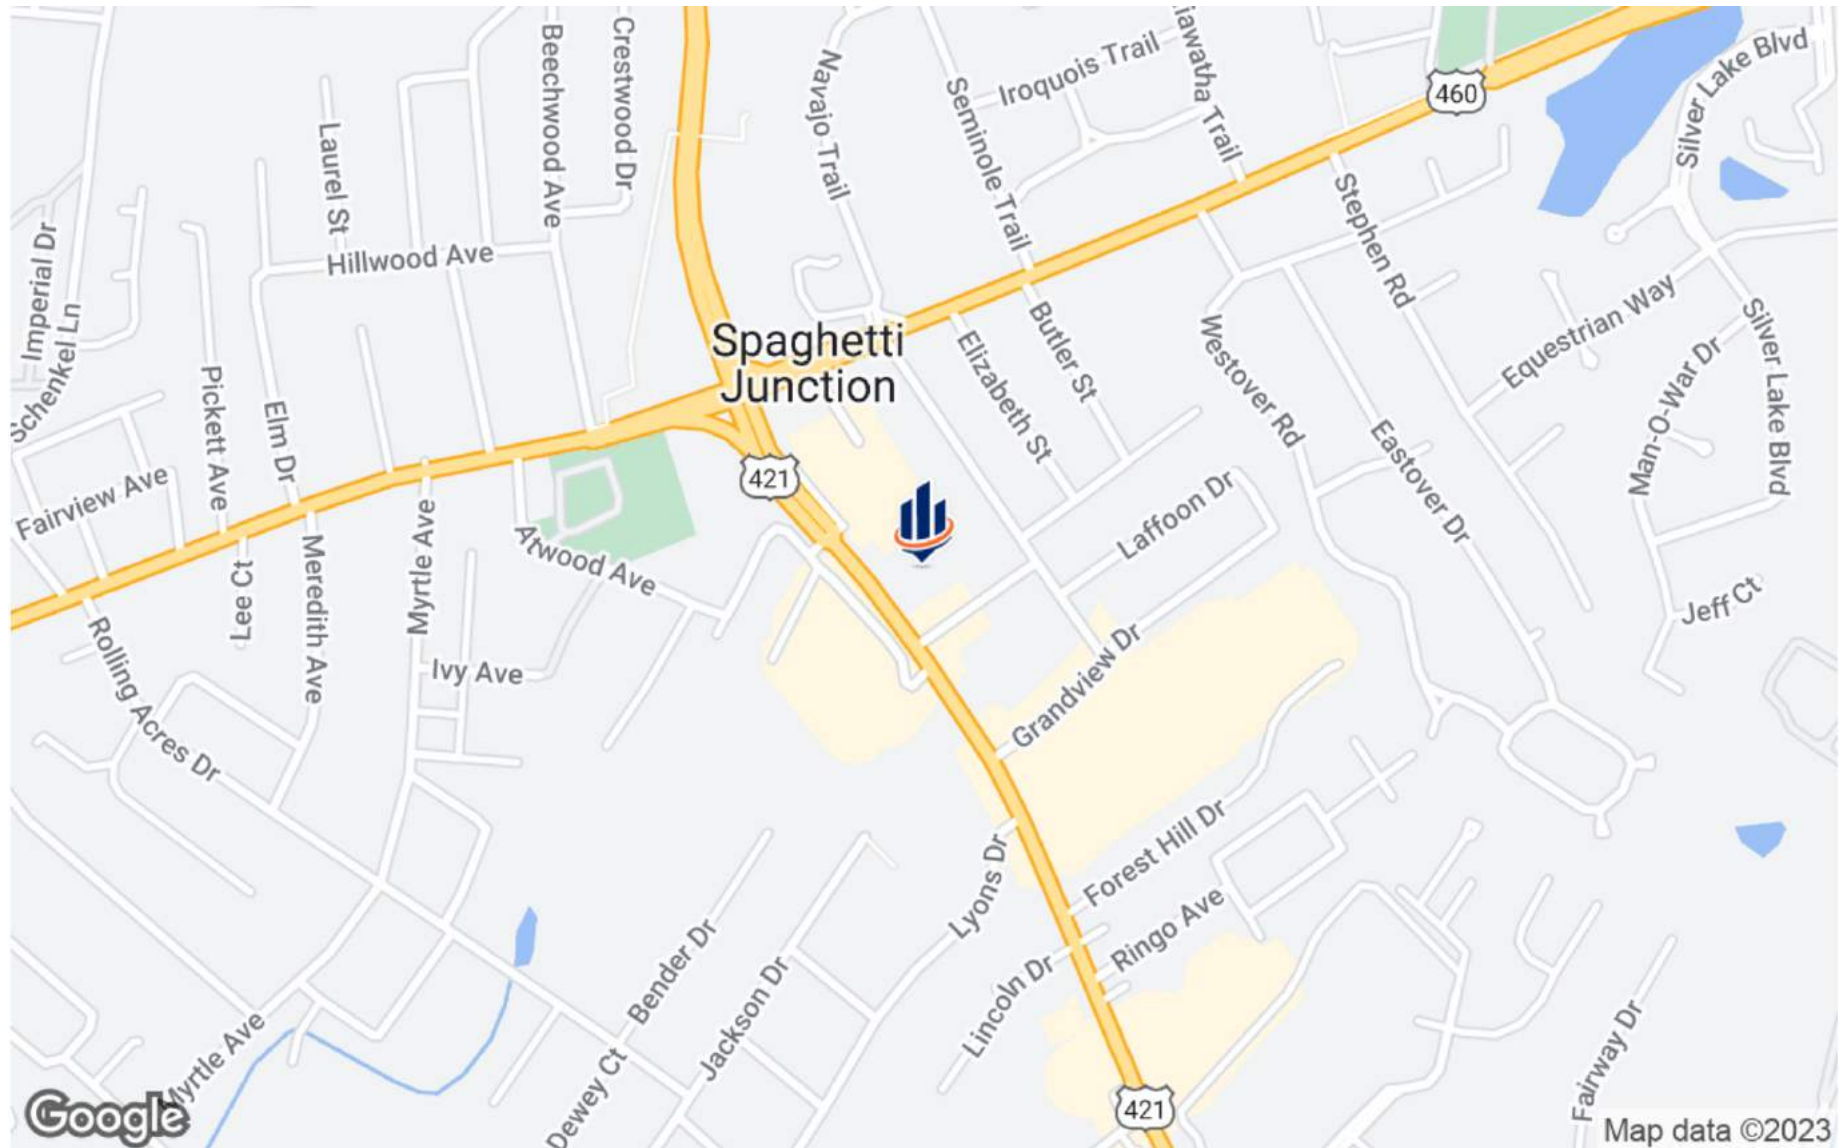 Beechwood Ave
Crestwood Dr
Navajo Trail
Seminole Trail
Iroquois Trail
iawatha Trail
460
Silver Lake Blvd
Laurel St
Hillwood Ave
Imperial Dr
Schenkel Ln
Stephen Rd
Equestrian Way
Silver Lake Blvd
Man-O-War Dr
Spaghetti
Junction
Butler St
Elizabeth St
Westover Rd
Eastover Dr
Pickett Ave
Elm Dr
Fairview Ave
421
Laffoon Dr
Atwood Ave
Myrtle Ave
Meredith Ave
Lee Ct
Jeff Ct
Rolling Acres Dr
Ivy Ave
Grandview Dr
Forest Hill Dr
Lyons Dr
Ringo Ave
Lincoln Dr
Bender Dr
Jackson Dr
Dewey Ct
Myrtle Ave
Fairway Dr
421
Google
Map data ©2023